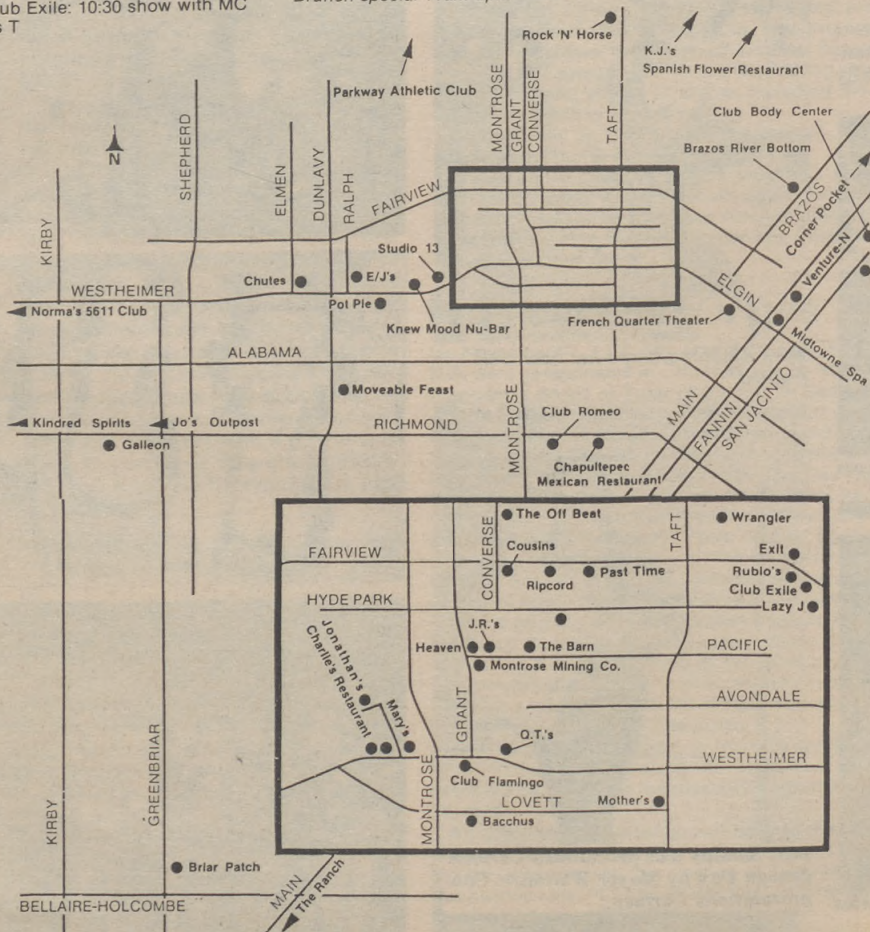 ub Exile: 10:30 show with MC
s T
Rock 'N' Horse
K.J.'s
Spanish Flower Restaurant
Parkway Athletic Club
MONTROSE
GRANT
CONVERSE
TAFT
Club Body Center
Brazos River Bottom
N
SHEPHERD
ELMEN
DUNLAVY
RALPH
FAIRVIEW
BRAZOS
Corner Pocket
KIRBY
Studio 13
Venture-N
Chutes
E/J's
WESTHEIMER
Pot Pie
ELGIN
Norma's 5611 Club
Knew Mood Nu-Bar
French Quarter Theater
Midtowne Spa
ALABAMA
Moveable Feast
MONTROSE
MAIN
FANNIN
SAN JACINTO
Kindred Spirits
Jo's Outpost
RICHMOND
Club Romeo
Galleon
Chapultepec
Mexican Restaurant
The Off Beat
CONVERSE
TAFT
Wrangler
FAIRVIEW
Cousins
Exit
Ripcord
Past Time
Rubio's
Club Exile
HYDE PARK
Lazy J
J.R.'s
Heaven
The Barn
PACIFIC
Montrose Mining Co.
Jonathan's
Charlie's Restaurant
Mary's
GRANT
AVONDALE
Q.T.'s
WESTHEIMER
Club Flamingo
MONTROSE
LOVETT
Mother's
Bacchus
KIRBY
GREENBRIAR
Briar Patch
MAIN
The Ranch
BELLAIRE-HOLCOMBE